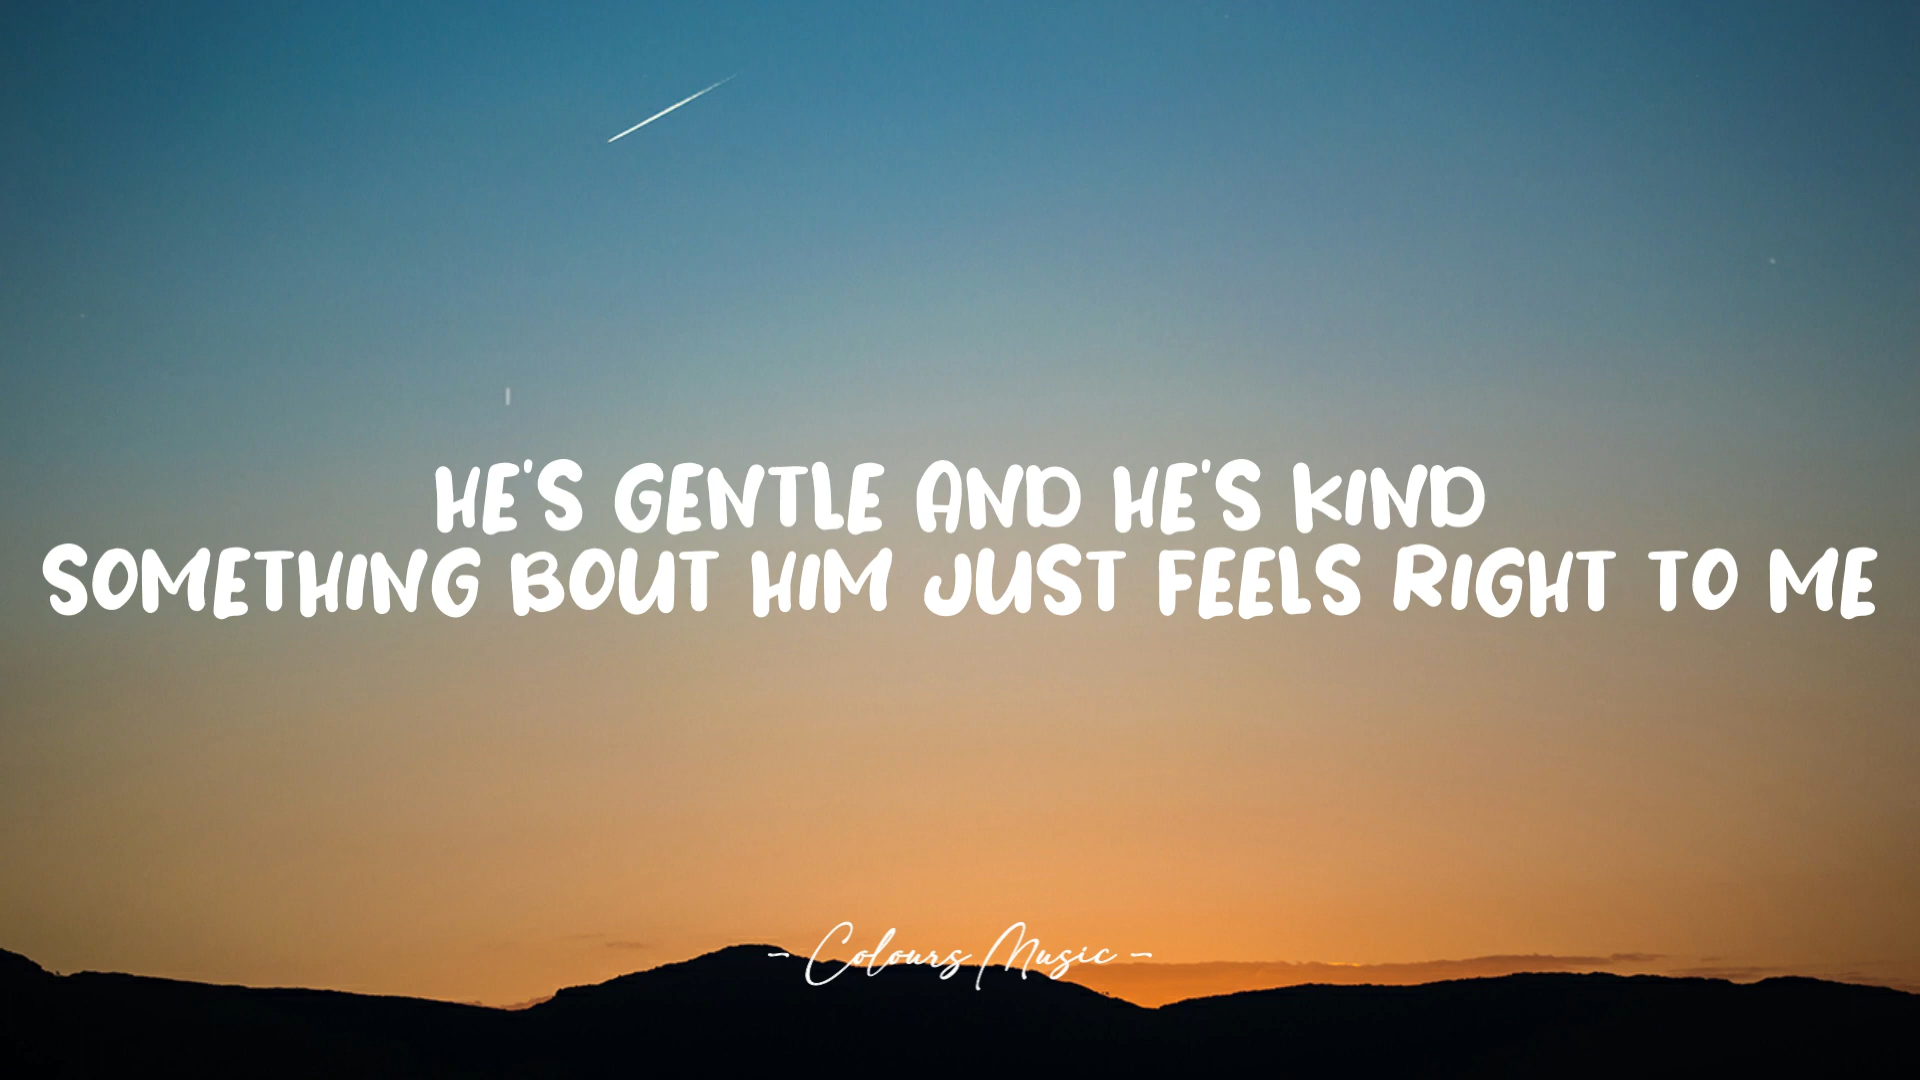 HE'S GENTLE AND HE'S KIND
SOMETHING BOUT HIM JUST FEELS RIGHT TO ME
- Colours Music -